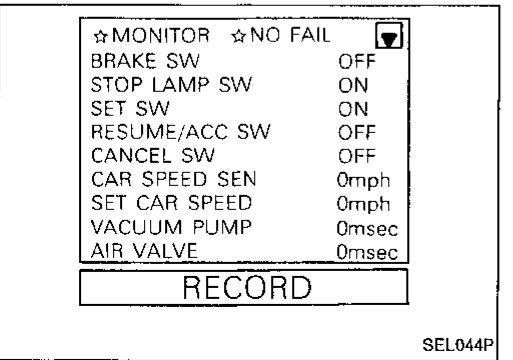 ☆MONITOR ☆NO FAIL ▼
BRAKE SW OFF
STOP LAMP SW ON
SET SW ON
RESUME/ACC SW OFF
CANCEL SW OFF
CAR SPEED SEN 0mph
SET CAR SPEED 0mph
VACUUM PUMP 0msec
AIR VALVE 0msec
RECORD
SEL044P